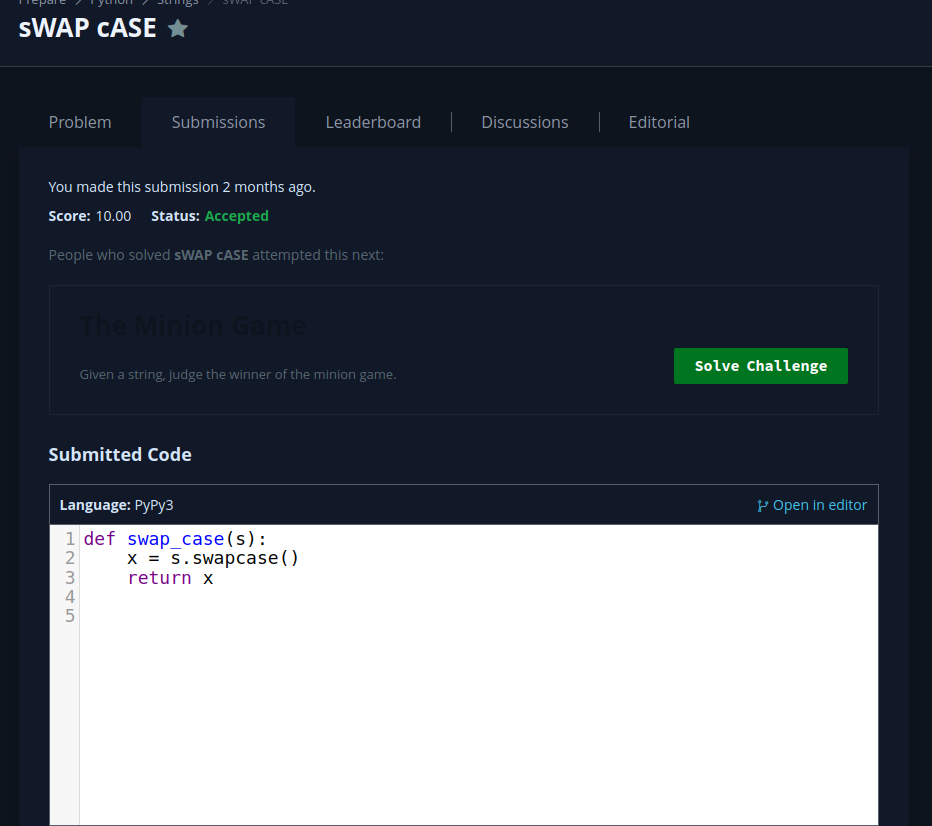 Prepare > Python > Strings > sWAP cASE
sWAP cASE
Problem Submissions Leaderboard Discussions Editorial
You made this submission 2 months ago.
Score: 10.00 Status: Accepted
People who solved sWAP cASE attempted this next:
The Minion Game
Given a string, judge the winner of the minion game.
Solve Challenge
Submitted Code
Language: PyPy3 Open in editor
1 def swap_case(s):
2     x = s.swapcase()
3     return x
4
5